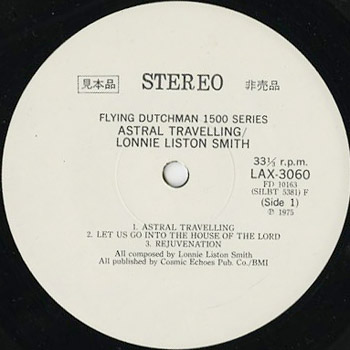 見本品 STEREO 非売品
FLYING DUTCHMAN 1500 SERIES
ASTRAL TRAVELLING/
LONNIE LISTON SMITH
33⅓ r.p.m.
LAX-3060
FD 10163
(SILBT 5381) F
(Side 1)
℗ 1975
1. ASTRAL TRAVELLING
2. LET US GO INTO THE HOUSE OF THE LORD
3. REJUVENATION
All composed by Lonnie Liston Smith
All published by Cosmic Echoes Pub. Co./BMI